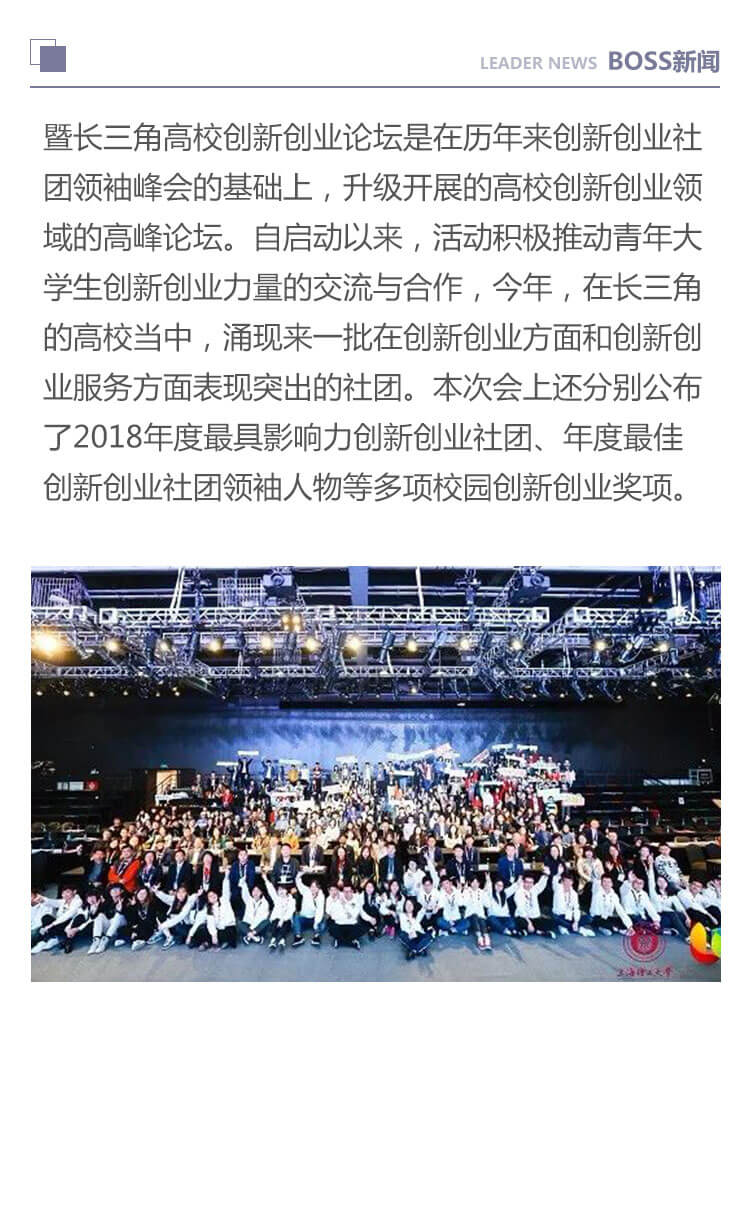 LEADER NEWS BOSS新闻
暨长三角高校创新创业论坛是在历年来创新创业社
团领袖峰会的基础上，升级开展的高校创新创业领
域的高峰论坛。自启动以来，活动积极推动青年大
学生创新创业力量的交流与合作，今年，在长三角
的高校当中，涌现来一批在创新创业方面和创新创
业服务方面表现突出的社团。本次会上还分别公布
了2018年度最具影响力创新创业社团、年度最佳
创新创业社团领袖人物等多项校园创新创业奖项。
上海理工大学